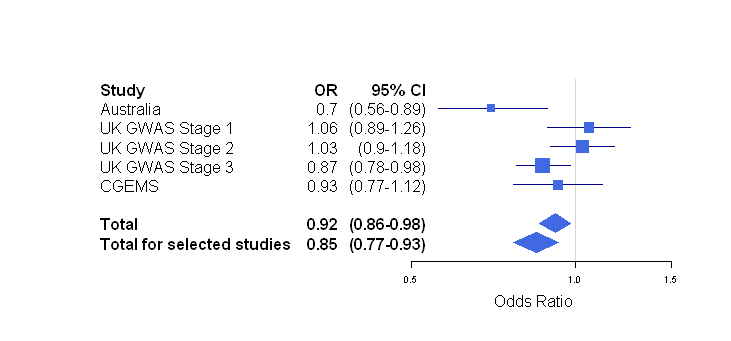 Study OR 95% CI
Australia 0.7 (0.56-0.89)
UK GWAS Stage 1 1.06 (0.89-1.26)
UK GWAS Stage 2 1.03 (0.9-1.18)
UK GWAS Stage 3 0.87 (0.78-0.98)
CGEMS 0.93 (0.77-1.12)
Total 0.92 (0.86-0.98)
Total for selected studies 0.85 (0.77-0.93)
0.5 1.0 1.5
Odds Ratio